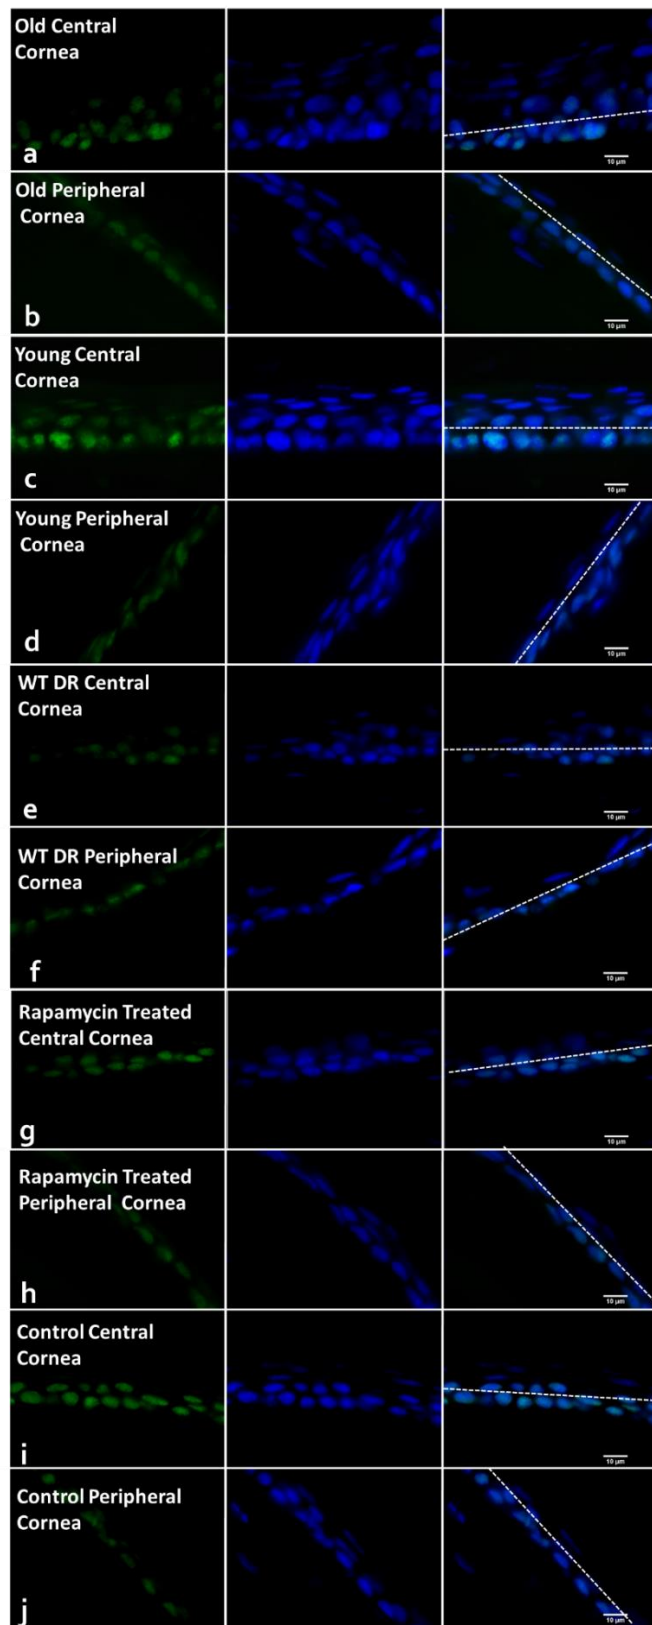 Old Central
Cornea
a
10 µm
Old Peripheral
Cornea
b
10 µm
Young Central
Cornea
c
10 µm
Young Peripheral
Cornea
d
10 µm
WT DR Central
Cornea
e
10 µm
WT DR Peripheral
Cornea
f
10 µm
Rapamycin Treated
Central Cornea
g
10 µm
Rapamycin Treated
Peripheral Cornea
h
10 µm
Control Central
Cornea
i
10 µm
Control Peripheral
Cornea
j
10 µm